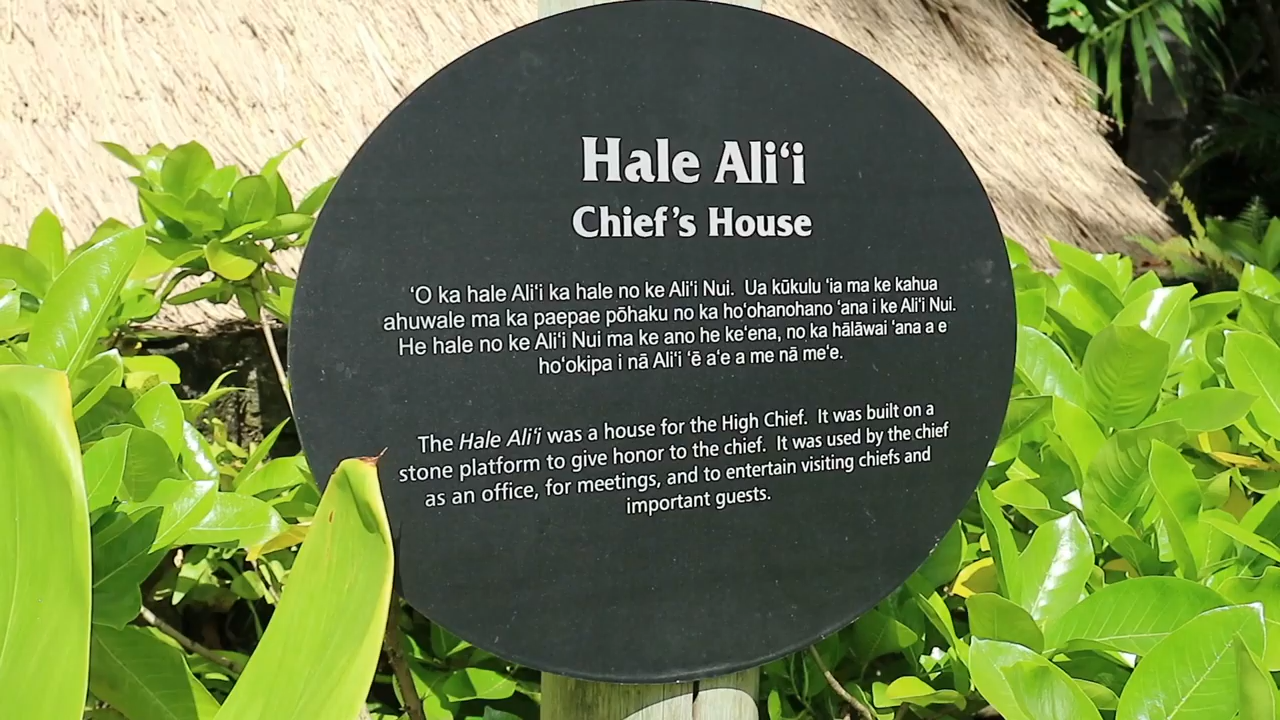 Hale Aliʻi
Chief's House
ʻO ka hale Aliʻi ka hale no ke Aliʻi Nui. Ua kūkulu ʻia ma ke kahua
ahuwale ma ka paepae pōhaku no ka hoʻohanohano ʻana i ke Aliʻi Nui.
He hale no ke Aliʻi Nui ma ke ano he keʻena, no ka hālāwai ʻana a e
hoʻokipa i nā Aliʻi ʻē aʻe a me nā meʻe.
The Hale Aliʻi was a house for the High Chief. It was built on a
stone platform to give honor to the chief. It was used by the chief
as an office, for meetings, and to entertain visiting chiefs and
important guests.